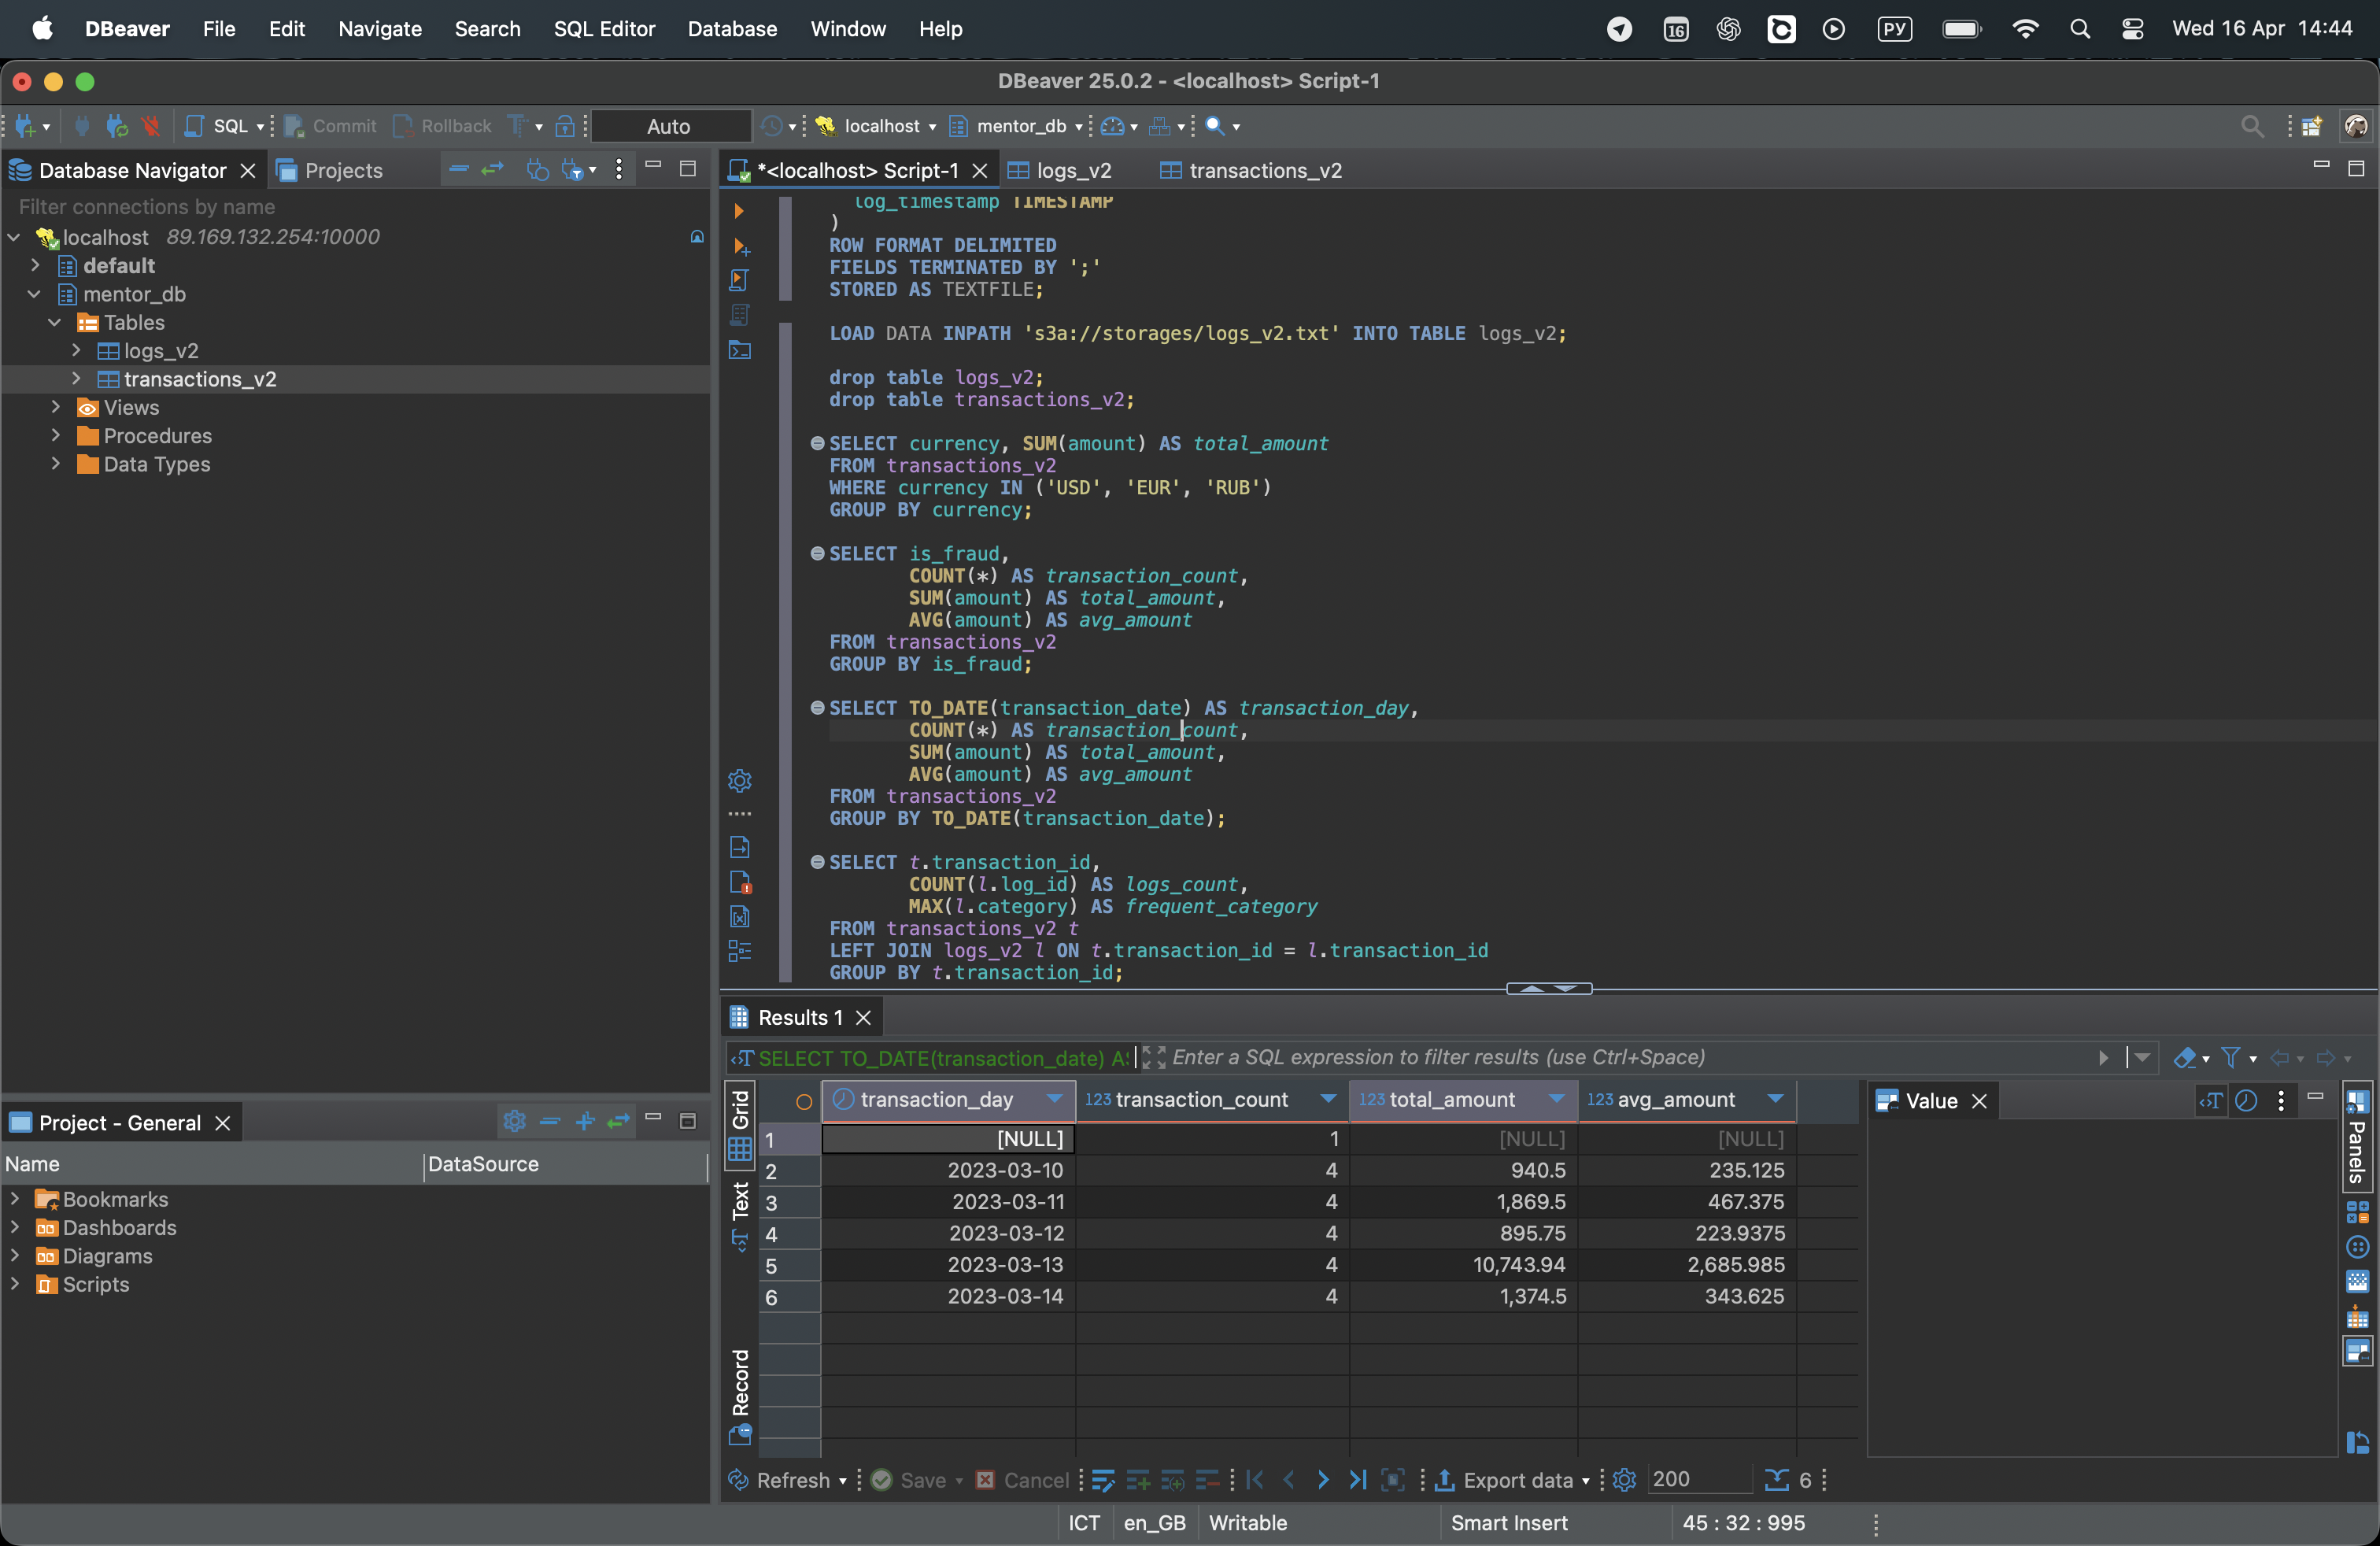 DBeaver File Edit Navigate Search SQL Editor Database Window Help 16 РУ Wed 16 Apr 14:44
DBeaver 25.0.2 - <localhost> Script-1
SQL Commit Rollback Auto localhost mentor_db
Database Navigator Projects
Filter connections by name
localhost 89.169.132.254:10000
default
mentor_db
Tables
logs_v2
transactions_v2
Views
Procedures
Data Types
Project - General
Name DataSource
Bookmarks
Dashboards
Diagrams
Scripts
*<localhost> Script-1 logs_v2 transactions_v2
log_timestamp TIMESTAMP
)
ROW FORMAT DELIMITED
FIELDS TERMINATED BY ';'
STORED AS TEXTFILE;
LOAD DATA INPATH 's3a://storages/logs_v2.txt' INTO TABLE logs_v2;
drop table logs_v2;
drop table transactions_v2;
SELECT currency, SUM(amount) AS total_amount
FROM transactions_v2
WHERE currency IN ('USD', 'EUR', 'RUB')
GROUP BY currency;
SELECT is_fraud,
COUNT(*) AS transaction_count,
SUM(amount) AS total_amount,
AVG(amount) AS avg_amount
FROM transactions_v2
GROUP BY is_fraud;
SELECT TO_DATE(transaction_date) AS transaction_day,
COUNT(*) AS transaction_count,
SUM(amount) AS total_amount,
AVG(amount) AS avg_amount
FROM transactions_v2
GROUP BY TO_DATE(transaction_date);
SELECT t.transaction_id,
COUNT(l.log_id) AS logs_count,
MAX(l.category) AS frequent_category
FROM transactions_v2 t
LEFT JOIN logs_v2 l ON t.transaction_id = l.transaction_id
GROUP BY t.transaction_id;
Results 1
SELECT TO_DATE(transaction_date) AS Enter a SQL expression to filter results (use Ctrl+Space)
Grid
Text
Record
transaction_day 123 transaction_count 123 total_amount 123 avg_amount
1 [NULL] 1 [NULL] [NULL]
2 2023-03-10 4 940.5 235.125
3 2023-03-11 4 1,869.5 467.375
4 2023-03-12 4 895.75 223.9375
5 2023-03-13 4 10,743.94 2,685.985
6 2023-03-14 4 1,374.5 343.625
Value
Panels
Refresh Save Cancel Export data 200 6
ICT en_GB Writable Smart Insert 45 : 32 : 995